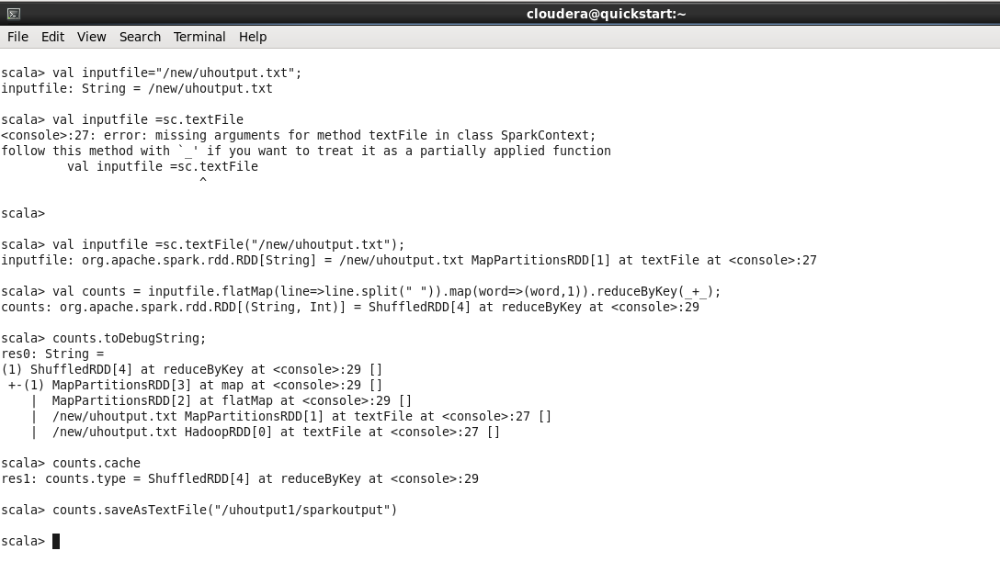 cloudera@quickstart:~
File Edit View Search Terminal Help
scala> val inputfile="/new/uhoutput.txt";
inputfile: String = /new/uhoutput.txt
scala> val inputfile =sc.textFile
<console>:27: error: missing arguments for method textFile in class SparkContext;
follow this method with `_' if you want to treat it as a partially applied function
         val inputfile =sc.textFile
                           ^
scala>
scala> val inputfile =sc.textFile("/new/uhoutput.txt");
inputfile: org.apache.spark.rdd.RDD[String] = /new/uhoutput.txt MapPartitionsRDD[1] at textFile at <console>:27
scala> val counts = inputfile.flatMap(line=>line.split(" ")).map(word=>(word,1)).reduceByKey(_+_);
counts: org.apache.spark.rdd.RDD[(String, Int)] = ShuffledRDD[4] at reduceByKey at <console>:29
scala> counts.toDebugString;
res0: String =
(1) ShuffledRDD[4] at reduceByKey at <console>:29 []
 +-(1) MapPartitionsRDD[3] at map at <console>:29 []
    |  MapPartitionsRDD[2] at flatMap at <console>:29 []
    |  /new/uhoutput.txt MapPartitionsRDD[1] at textFile at <console>:27 []
    |  /new/uhoutput.txt HadoopRDD[0] at textFile at <console>:27 []
scala> counts.cache
res1: counts.type = ShuffledRDD[4] at reduceByKey at <console>:29
scala> counts.saveAsTextFile("/uhoutput1/sparkoutput")
scala>